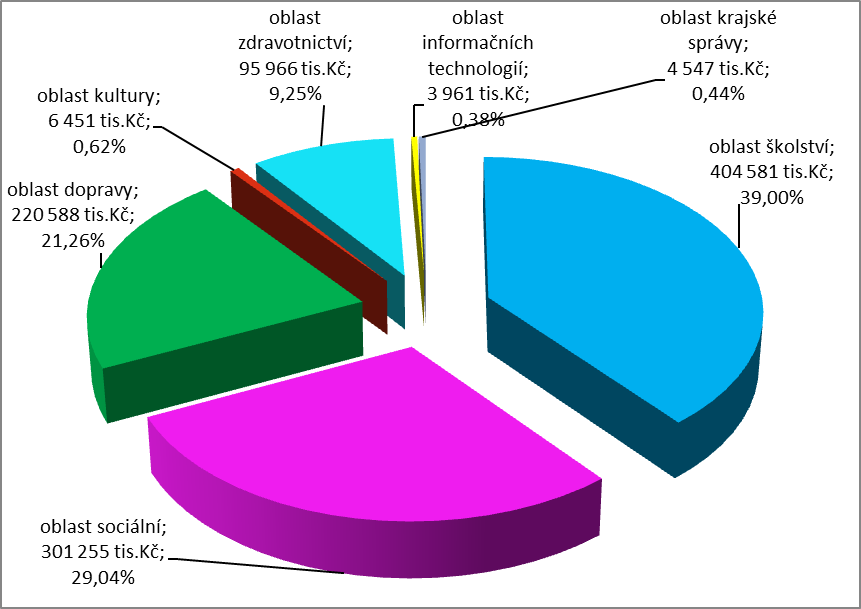 oblast
zdravotnictví;
95 966 tis.Kč;
9,25%
oblast
informačních
technologií;
3 961 tis.Kč;
0,38%
oblast krajské
správy;
4 547 tis.Kč;
0,44%
oblast kultury;
6 451 tis.Kč;
0,62%
oblast školství;
404 581 tis.Kč;
39,00%
oblast dopravy;
220 588 tis.Kč;
21,26%
oblast sociální;
301 255 tis.Kč;
29,04%